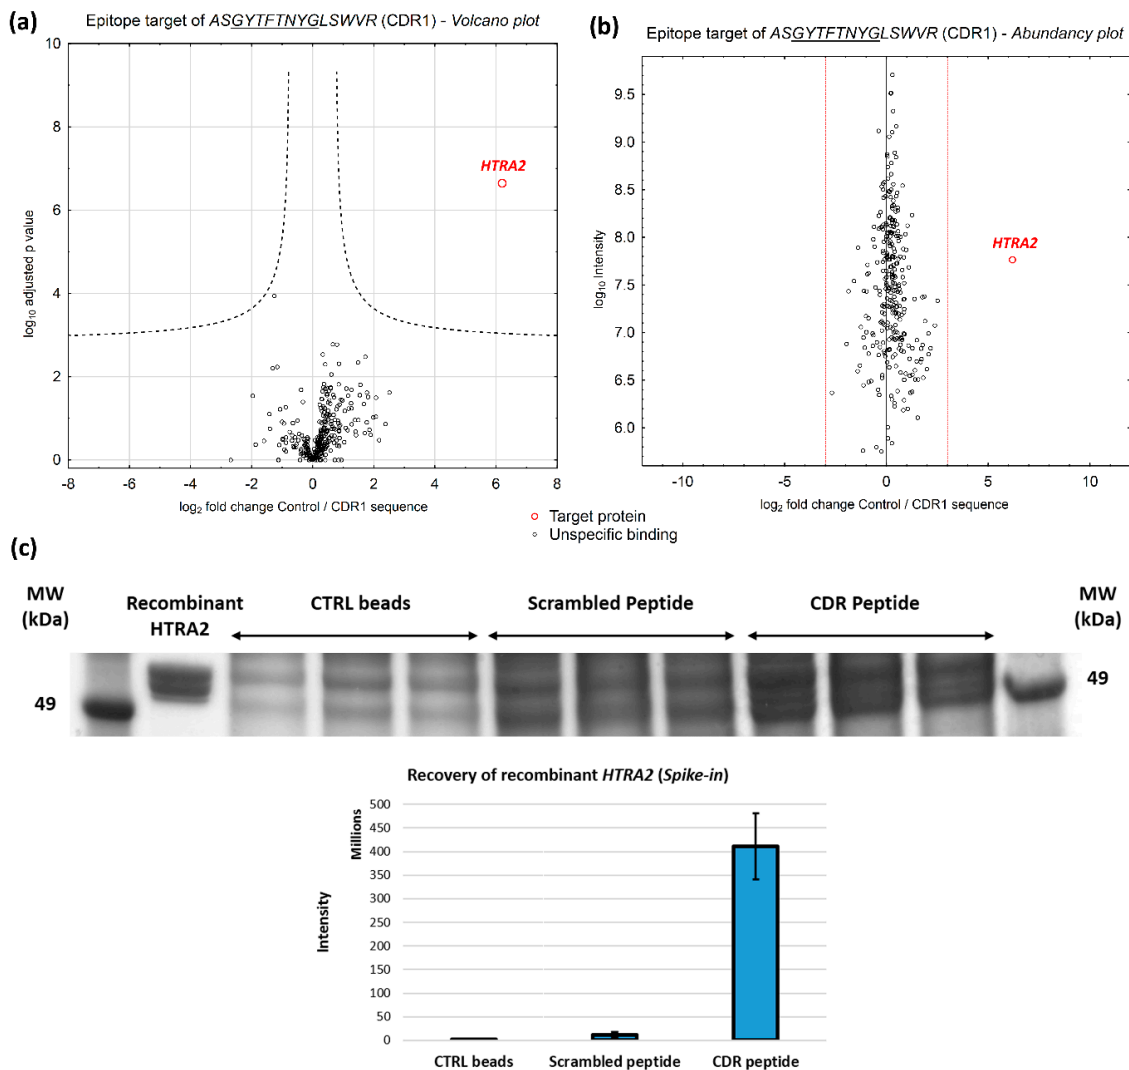 (a)
Epitope target of ASGYTFTNYGLSWVR (CDR1) - Volcano plot
10
8
6
4
2
0
log10 adjusted p value
HTRA2
-8 -6 -4 -2 0 2 4 6 8
log2 fold change Control / CDR1 sequence
(b)
Epitope target of ASGYTFTNYGLSWVR (CDR1) - Abundancy plot
9.5
9.0
8.5
8.0
7.5
7.0
6.5
6.0
log10 Intensity
HTRA2
-10 -5 0 5 10
log2 fold change Control / CDR1 sequence
Target protein
Unspecific binding
(c)
MW
(kDa)
Recombinant
HTRA2
CTRL beads
Scrambled Peptide
CDR Peptide
MW
(kDa)
49
49
Recovery of recombinant HTRA2 (Spike-in)
Millions
Intensity
500
450
400
350
300
250
200
150
100
50
0
CTRL beads
Scrambled peptide
CDR peptide